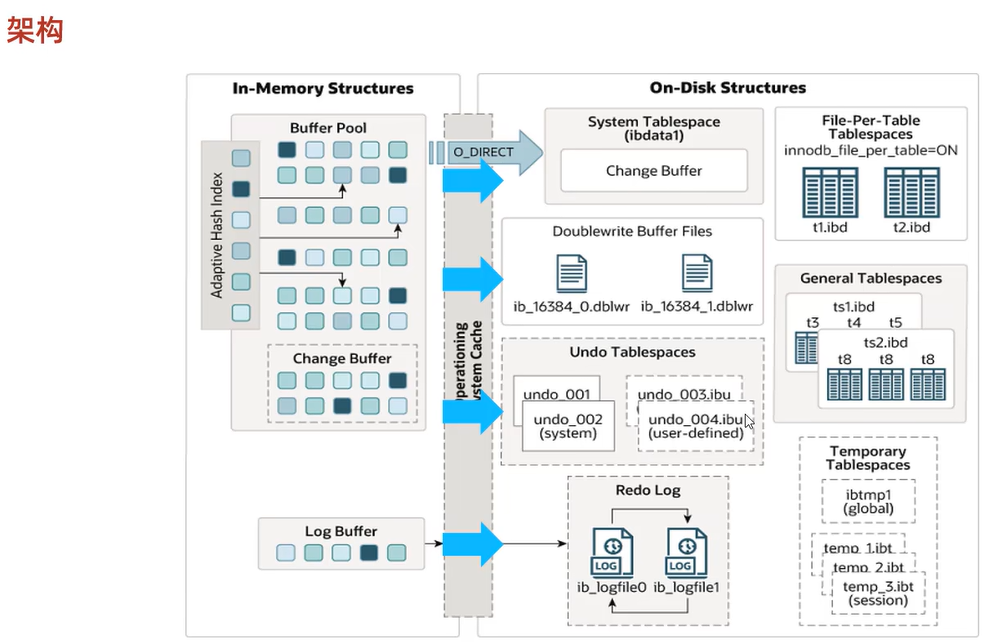 架构
In-Memory Structures
Buffer Pool
Adaptive Hash Index
Change Buffer
Log Buffer
On-Disk Structures
O_DIRECT
System Tablespace
(ibdata1)
Change Buffer
Doublewrite Buffer Files
ib_16384_0.dblwr
ib_16384_1.dblwr
Undo Tablespaces
undo_001
undo_002
(system)
undo_003.ibu
undo_004.ibu
(user-defined)
Redo Log
LOG
LOG
ib_logfile0
ib_logfile1
File-Per-Table
Tablespaces
innodb_file_per_table=ON
t1.ibd
t2.ibd
General Tablespaces
ts1.ibd
t3
t4
t5
ts2.ibd
t8
t8
t8
Temporary
Tablespaces
ibtmp1
(global)
temp_1.ibt
temp_2.ibt
temp_3.ibt
(session)
Cache